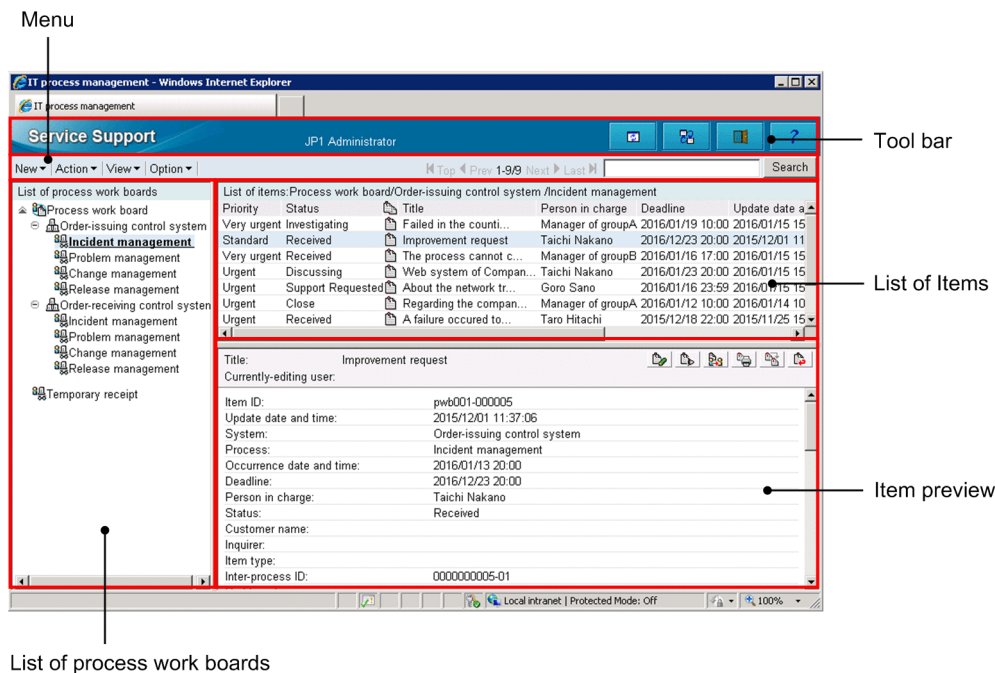 Menu
IT process management - Windows Internet Explorer
IT process management
Service Support
JP1 Administrator
?
Tool bar
New Action View Option
Top Prev 1-9/9 Next Last
Search
List of process work boards
Process work board
Order-issuing control system
Incident management
Problem management
Change management
Release management
Order-receiving control system
Incident management
Problem management
Change management
Release management
Temporary receipt
List of items:Process work board/Order-issuing control system /Incident management
Priority Status Title Person in charge Deadline Update date a
Very urgent Investigating Failed in the counti... Manager of groupA 2016/01/19 10:00 2016/01/15 15
Standard Received Improvement request Taichi Nakano 2016/12/23 20:00 2015/12/01 11
Very urgent Received The process cannot c... Manager of groupB 2016/01/16 17:00 2016/01/15 15
Urgent Discussing Web system of Compan... Taichi Nakano 2016/01/23 20:00 2016/01/15 15
Urgent Support Requested About the network tr... Goro Sano 2016/01/16 23:59 2016/01/15 15
Urgent Close Regarding the compan... Manager of groupA 2016/01/12 10:00 2016/01/14 10
Urgent Received A failure occured to... Taro Hitachi 2015/12/18 22:00 2015/11/25 15
List of Items
Title: Improvement request
Currently-editing user:
Item ID: pwb001-000005
Update date and time: 2015/12/01 11:37:06
System: Order-issuing control system
Process: Incident management
Occurrence date and time: 2016/01/13 20:00
Deadline: 2016/12/23 20:00
Person in charge: Taichi Nakano
Status: Received
Customer name:
Inquirer:
Item type:
Inter-process ID: 0000000005-01
Item preview
Local intranet | Protected Mode: Off
100%
List of process work boards